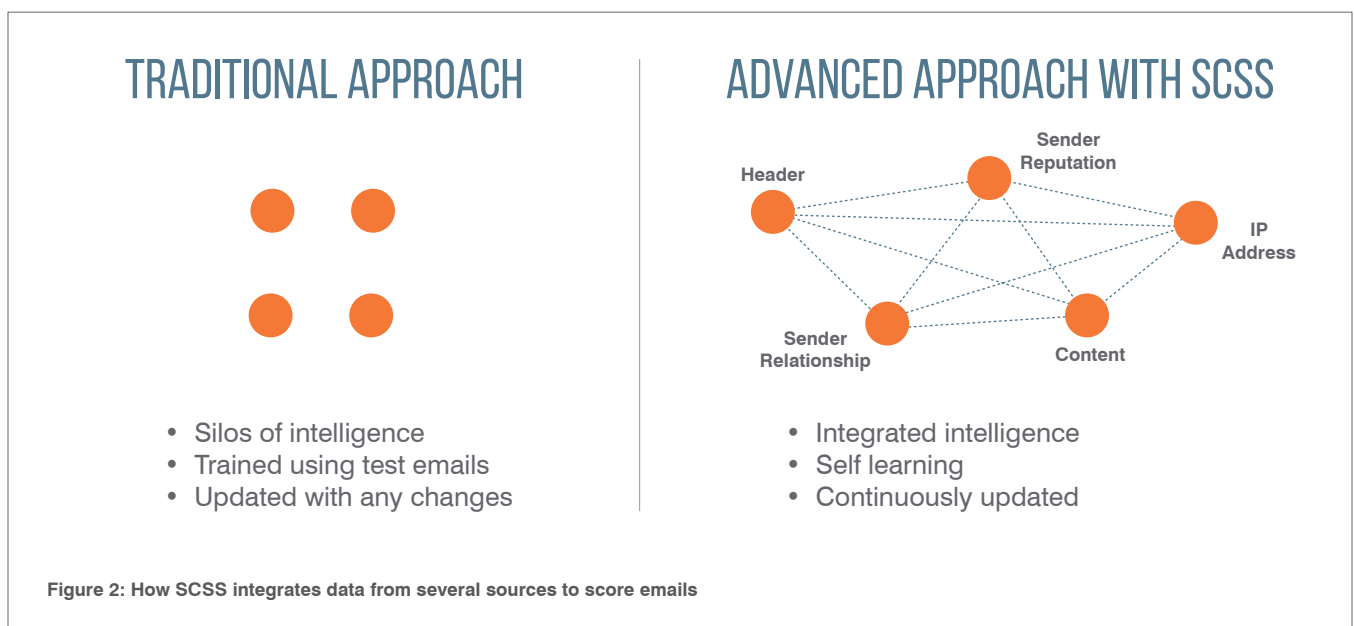 TRADITIONAL APPROACH
• Silos of intelligence
• Trained using test emails
• Updated with any changes
ADVANCED APPROACH WITH SCSS
Sender
Reputation
Header
IP
Address
Sender
Relationship
Content
• Integrated intelligence
• Self learning
• Continuously updated
Figure 2: How SCSS integrates data from several sources to score emails